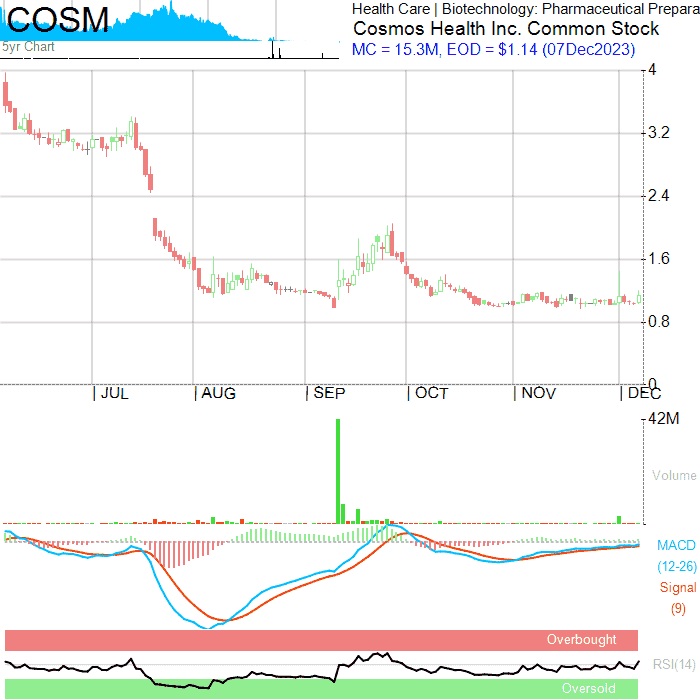 COSM
5yr Chart
Health Care | Biotechnology: Pharmaceutical Prepara
Cosmos Health Inc. Common Stock
MC = 15.3M, EOD = $1.14 (07Dec2023)
4
3.2
2.4
1.6
0.8
0
| JUL | AUG | SEP | OCT | NOV | DEC
42M
Volume
MACD
(12-26)
Signal
(9)
Overbought
RSI(14)
Oversold